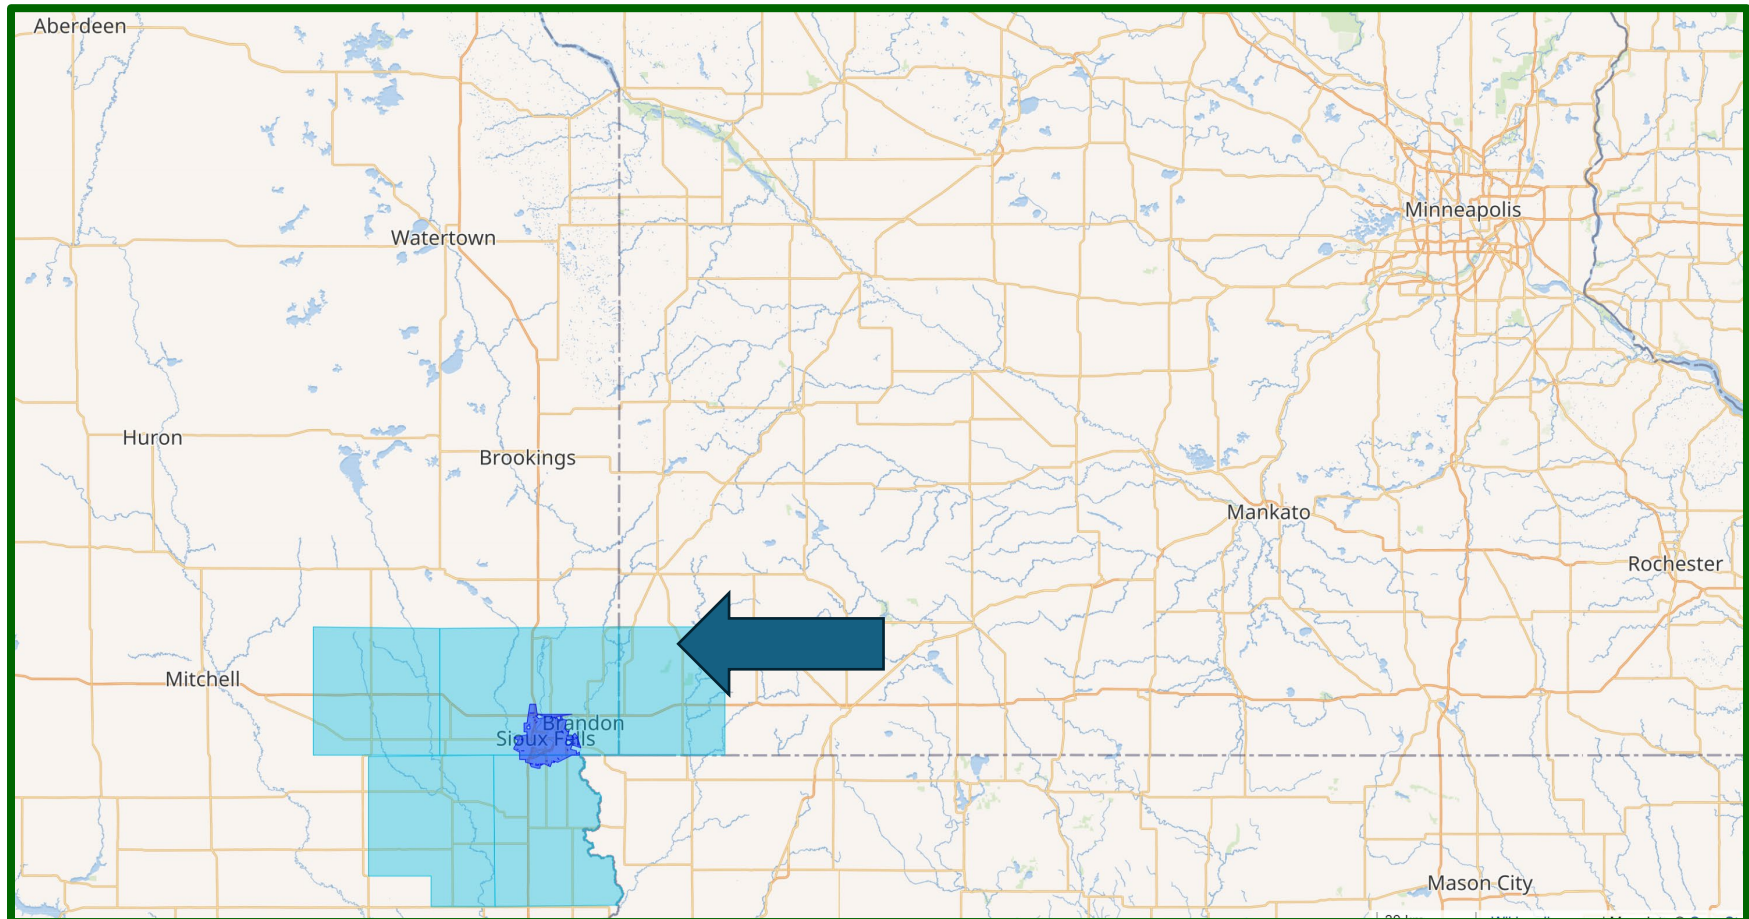 Aberdeen
Minneapolis
Watertown
Huron
Brookings
Mankato
Rochester
Mitchell
Brandon
Sioux Falls
Mason City